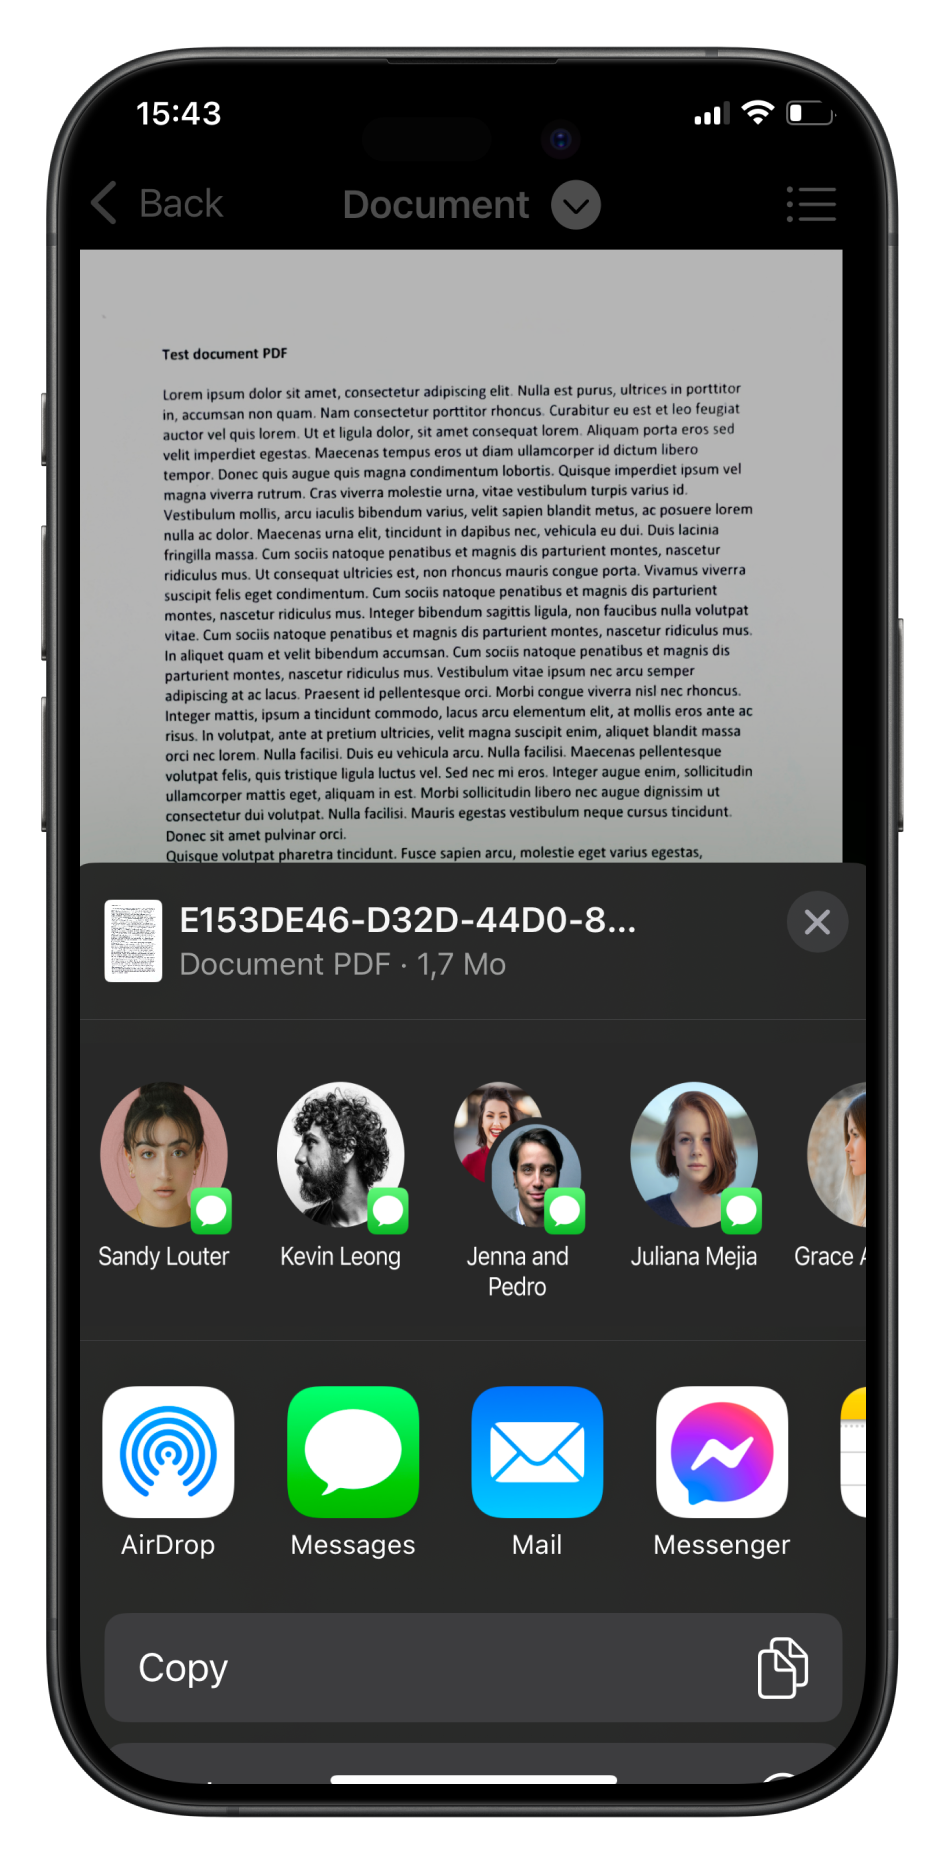 15:43
Back
Document
Test document PDF
Lorem ipsum dolor sit amet, consectetur adipiscing elit. Nulla est purus, ultrices in porttitor
in, accumsan non quam. Nam consectetur porttitor rhoncus. Curabitur eu est et leo feugiat
auctor vel quis lorem. Ut et ligula dolor, sit amet consequat lorem. Aliquam porta eros sed
velit imperdiet egestas. Maecenas tempus eros ut diam ullamcorper id dictum libero
tempor. Donec quis augue quis magna condimentum lobortis. Quisque imperdiet ipsum vel
magna viverra rutrum. Cras viverra molestie urna, vitae vestibulum turpis varius id.
Vestibulum mollis, arcu iaculis bibendum varius, velit sapien blandit metus, ac posuere lorem
nulla ac dolor. Maecenas urna elit, tincidunt in dapibus nec, vehicula eu dui. Duis lacinia
fringilla massa. Cum sociis natoque penatibus et magnis dis parturient montes, nascetur
ridiculus mus. Ut consequat ultricies est, non rhoncus mauris congue porta. Vivamus viverra
suscipit felis eget condimentum. Cum sociis natoque penatibus et magnis dis parturient
montes, nascetur ridiculus mus. Integer bibendum sagittis ligula, non faucibus nulla volutpat
vitae. Cum sociis natoque penatibus et magnis dis parturient montes, nascetur ridiculus mus.
In aliquet quam et velit bibendum accumsan. Cum sociis natoque penatibus et magnis dis
parturient montes, nascetur ridiculus mus. Vestibulum vitae ipsum nec arcu semper
adipiscing at ac lacus. Praesent id pellentesque orci. Morbi congue viverra nisl nec rhoncus.
Integer mattis, ipsum a tincidunt commodo, lacus arcu elementum elit, at mollis eros ante ac
risus. In volutpat, ante at pretium ultricies, velit magna suscipit enim, aliquet blandit massa
orci nec lorem. Nulla facilisi. Duis eu vehicula arcu. Nulla facilisi. Maecenas pellentesque
volutpat felis, quis tristique ligula luctus vel. Sed nec mi eros. Integer augue enim, sollicitudin
ullamcorper mattis eget, aliquam in est. Morbi sollicitudin libero nec augue dignissim ut
consectetur dui volutpat. Nulla facilisi. Mauris egestas vestibulum neque cursus tincidunt.
Donec sit amet pulvinar orci.
Quisque volutpat pharetra tincidunt. Fusce sapien arcu, molestie eget varius egestas,
E153DE46-D32D-44D0-8...
Document PDF · 1,7 Mo
Sandy Louter
Kevin Leong
Jenna and
Pedro
Juliana Mejia
Grace
AirDrop
Messages
Mail
Messenger
Copy